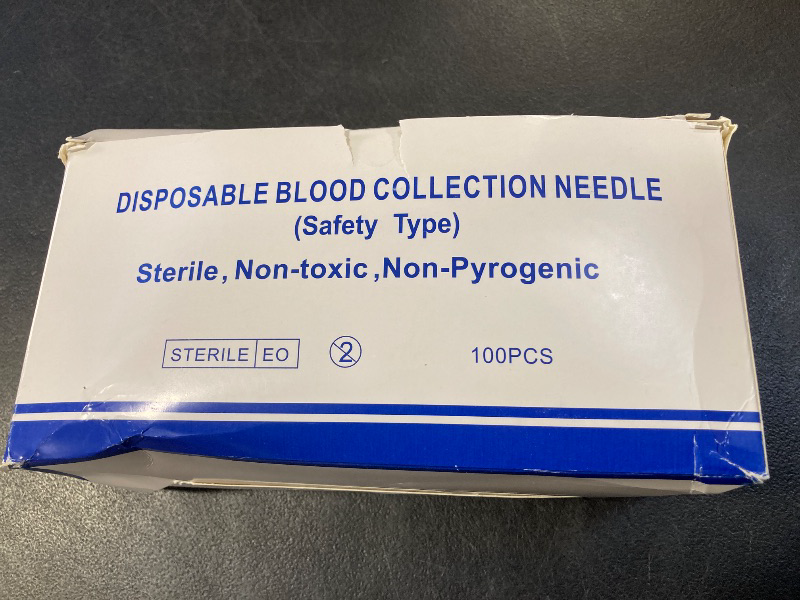 DISPOSABLE BLOOD COLLECTION NEEDLE
(Safety Type)
Sterile, Non-toxic ,Non-Pyrogenic
STERILE EO 2 100PCS